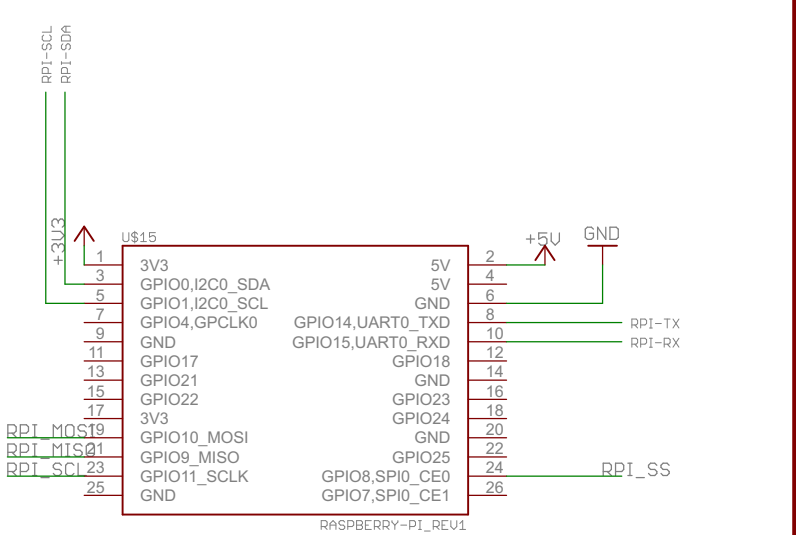 RPI-SCL
RPI-SDA
+3V3
U$15
+5V
GND
1 3V3 5V 2
3 GPIO0,I2C0_SDA 5V 4
5 GPIO1,I2C0_SCL GND 6
7 GPIO4,GPCLK0 GPIO14,UART0_TXD 8 RPI-TX
9 GND GPIO15,UART0_RXD 10 RPI-RX
11 GPIO17 GPIO18 12
13 GPIO21 GND 14
15 GPIO22 GPIO23 16
17 3V3 GPIO24 18
RPI_MOSI 19 GPIO10_MOSI GND 20
RPI_MISO 21 GPIO9_MISO GPIO25 22
RPI_SCL 23 GPIO11_SCLK GPIO8,SPI0_CE0 24 RPI_SS
25 GND GPIO7,SPI0_CE1 26
RASPBERRY-PI_REV1